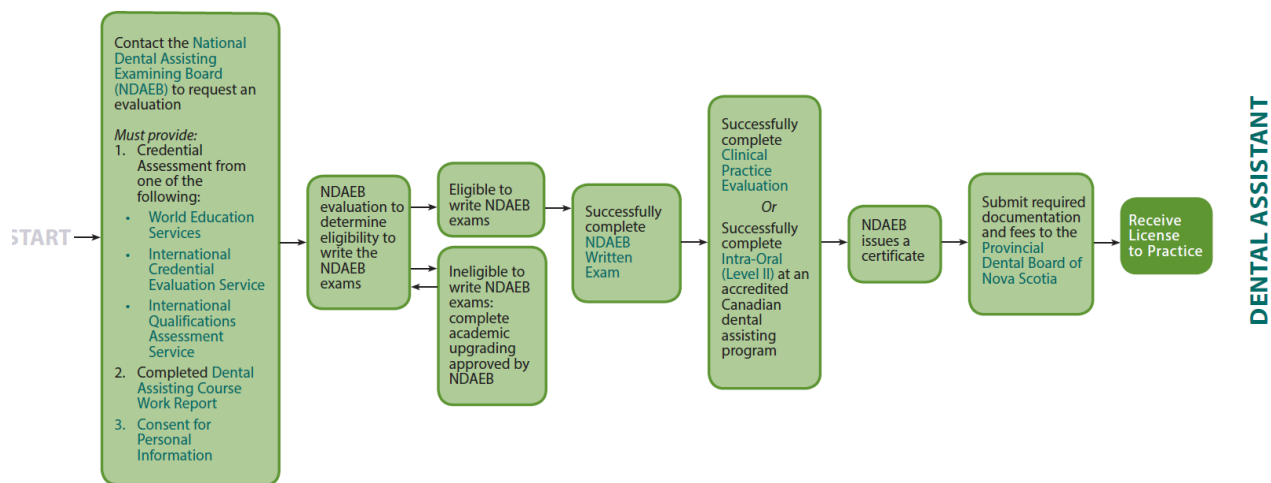 START
Contact the National
Dental Assisting
Examining Board
(NDAEB) to request an
evaluation
Must provide:
1. Credential
Assessment from
one of the
following:
• World Education
Services
• International
Credential
Evaluation Service
• International
Qualifications
Assessment
Service
2. Completed Dental
Assisting Course
Work Report
3. Consent for
Personal
Information
NDAEB
evaluation to
determine
eligibility to
write the
NDAEB
exams
Eligible to
write NDAEB
exams
Ineligible to
write NDAEB
exams:
complete
academic
upgrading
approved by
NDAEB
Successfully
complete
NDAEB
Written
Exam
Successfully
complete
Clinical
Practice
Evaluation
Or
Successfully
complete
Intra-Oral
(Level II) at an
accredited
Canadian
dental
assisting
program
NDAEB
issues a
certificate
Submit required
documentation
and fees to the
Provincial
Dental Board of
Nova Scotia
Receive
License
to Practice
DENTAL ASSISTANT